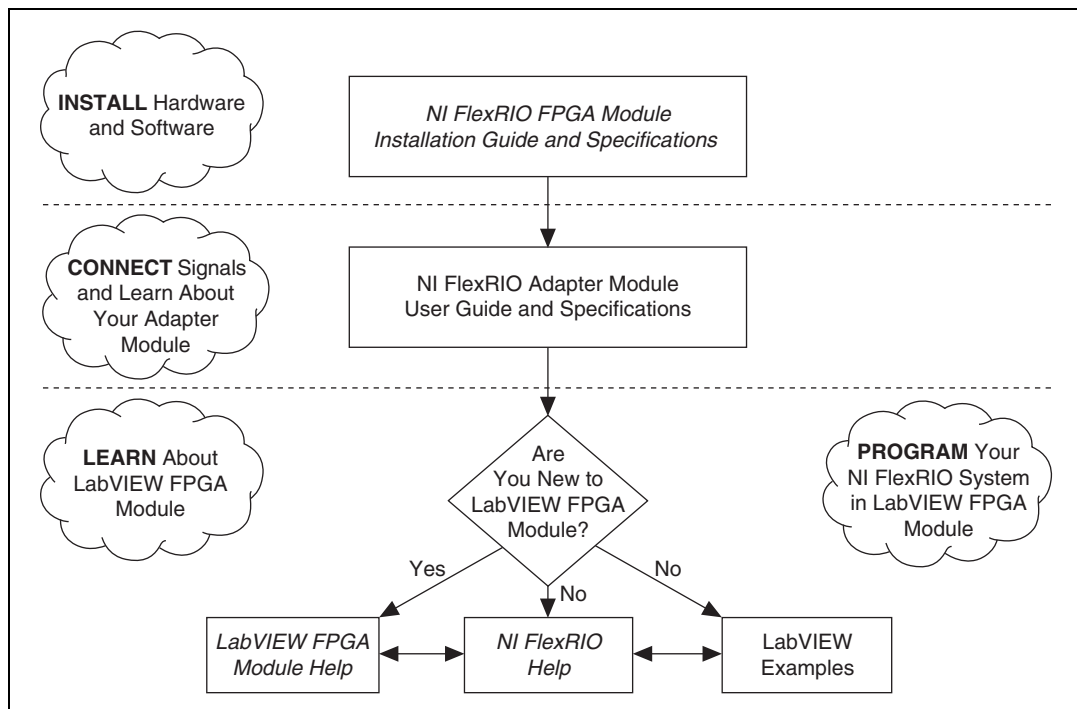 INSTALL Hardware
and Software
NI FlexRIO FPGA Module
Installation Guide and Specifications
CONNECT Signals
and Learn About
Your Adapter
Module
NI FlexRIO Adapter Module
User Guide and Specifications
LEARN About
LabVIEW FPGA
Module
Are
You New to
LabVIEW FPGA
Module?
PROGRAM Your
NI FlexRIO System
in LabVIEW FPGA
Module
Yes
No
No
LabVIEW FPGA
Module Help
NI FlexRIO
Help
LabVIEW
Examples